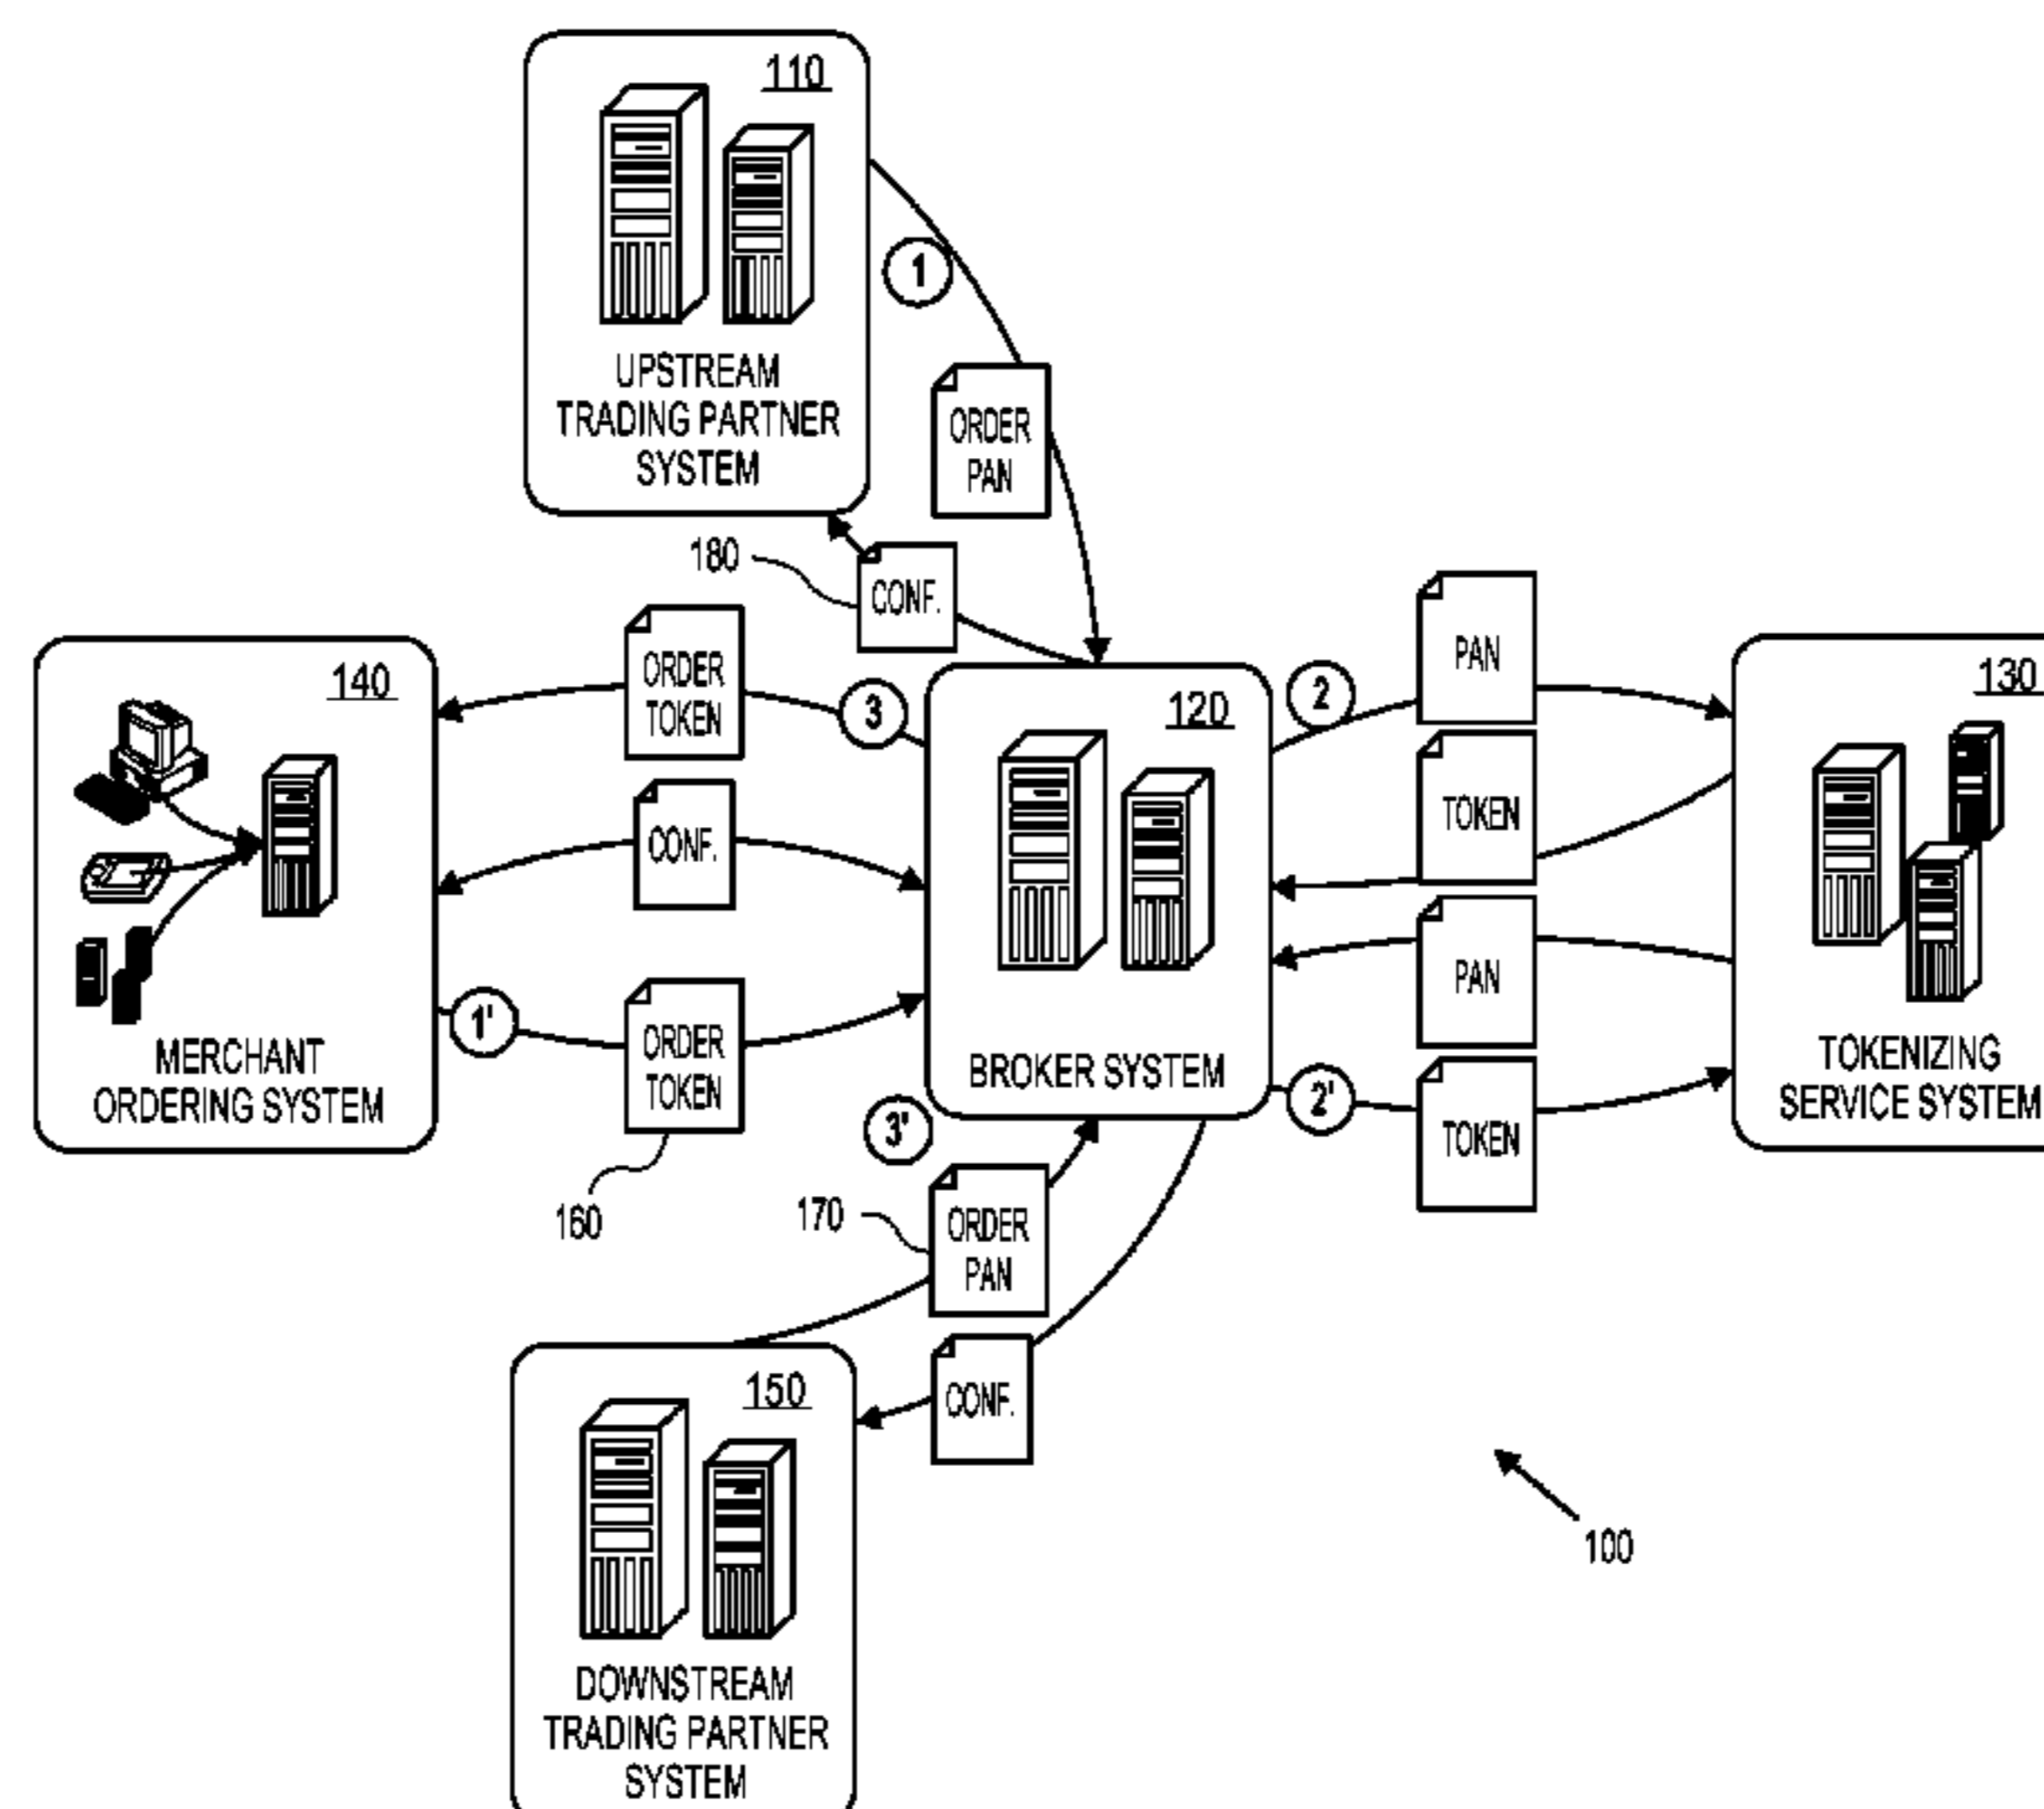 110
UPSTREAM
TRADING PARTNER
SYSTEM
1
ORDER
PAN
180
CONF.
140
MERCHANT
ORDERING SYSTEM
ORDER
TOKEN
3
CONF.
1'
ORDER
TOKEN
160
120
BROKER SYSTEM
2
PAN
TOKEN
PAN
2'
TOKEN
130
TOKENIZING
SERVICE SYSTEM
3'
170
ORDER
PAN
CONF.
150
DOWNSTREAM
TRADING PARTNER
SYSTEM
100